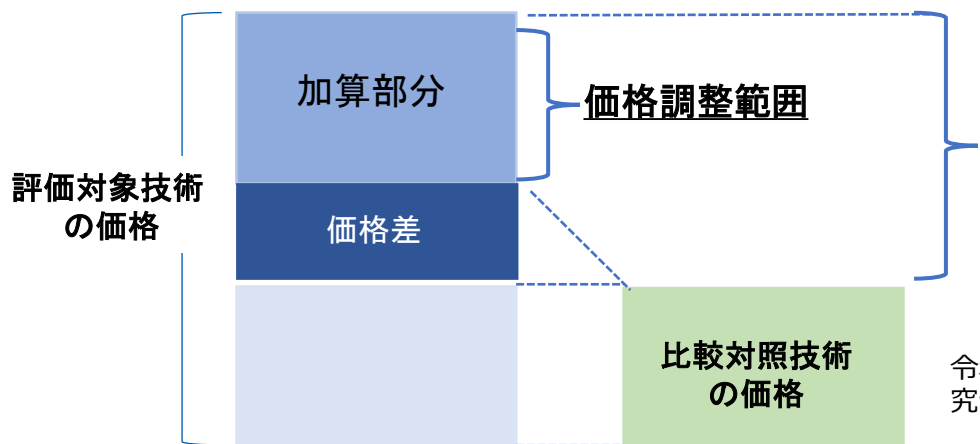 加算部分
価格調整範囲
評価対象技術
の価格
価格差
比較対照技術
の価格
令
究